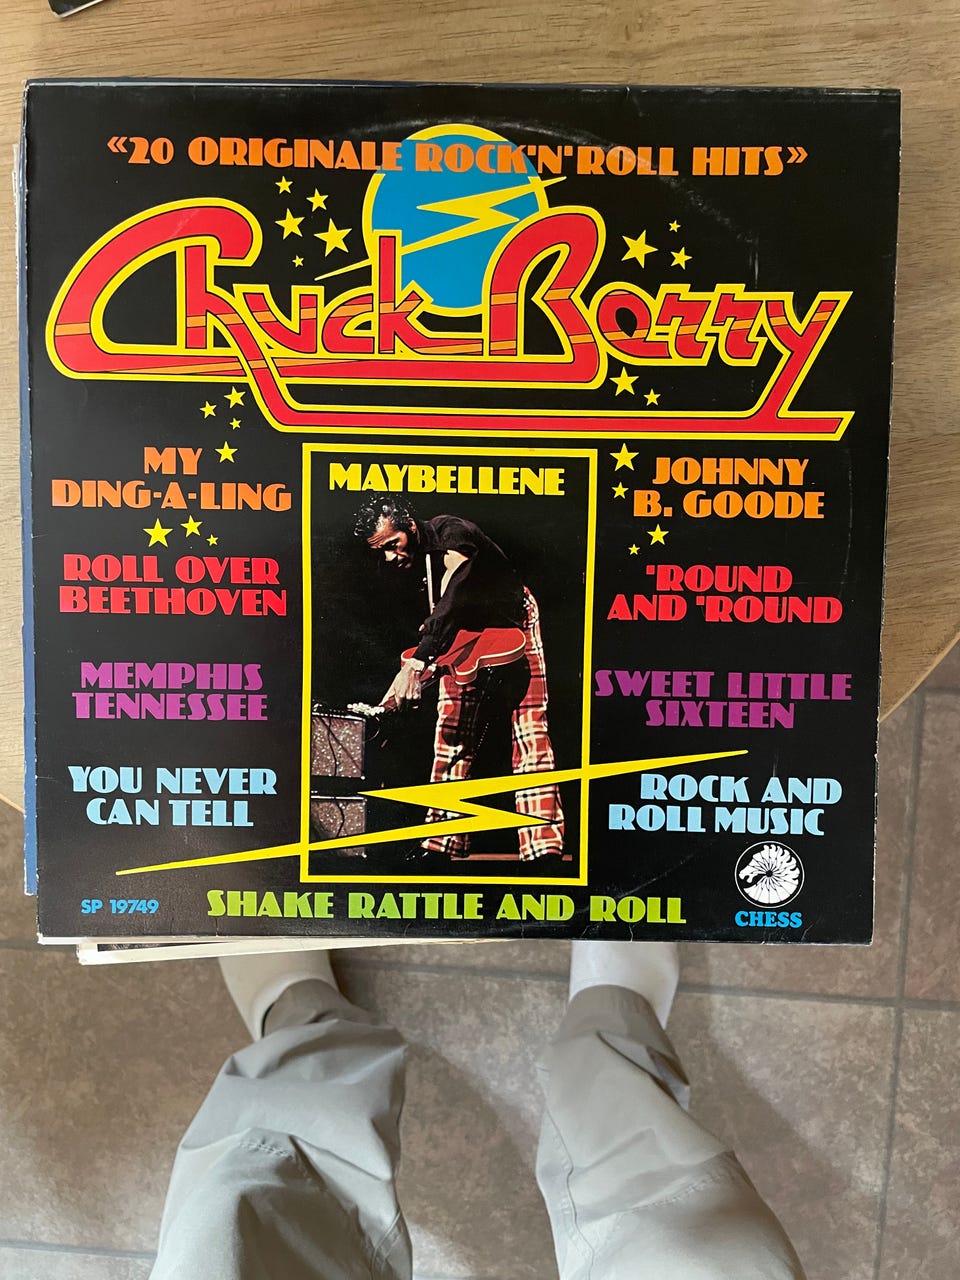 «20 ORIGINALE ROCK'N'ROLL HITS»
Chuck Berry
MAYBELLENE
MY
DING-A-LING
ROLL OVER
BEETHOVEN
MEMPHIS
TENNESSEE
YOU NEVER
CAN TELL
JOHNNY
B. GOODE
'ROUND
AND 'ROUND
SWEET LITTLE
SIXTEEN
ROCK AND
ROLL MUSIC
SP 19749
SHAKE RATTLE AND ROLL
CHESS